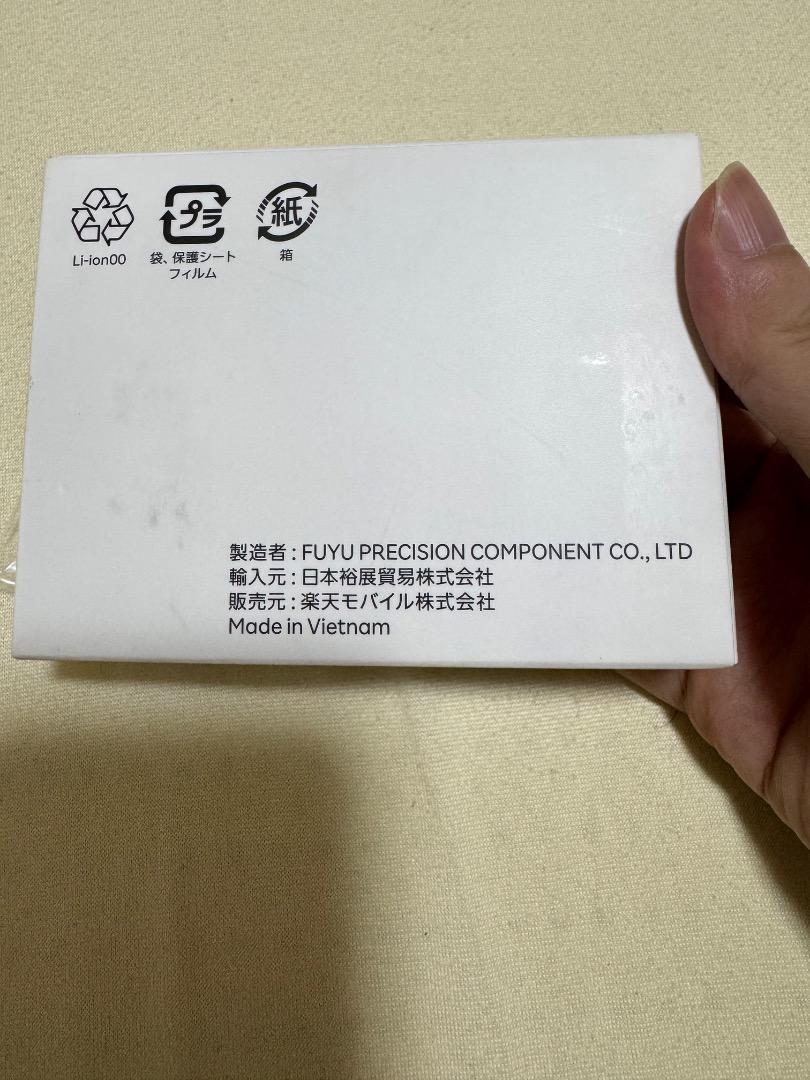 プラ
紙
Li-ion00
袋、保護シート
フィルム
箱
製造者 : FUYU PRECISION COMPONENT CO., LTD
輸入元 : 日本裕展貿易株式会社
販売元 : 楽天モバイル株式会社
Made in Vietnam